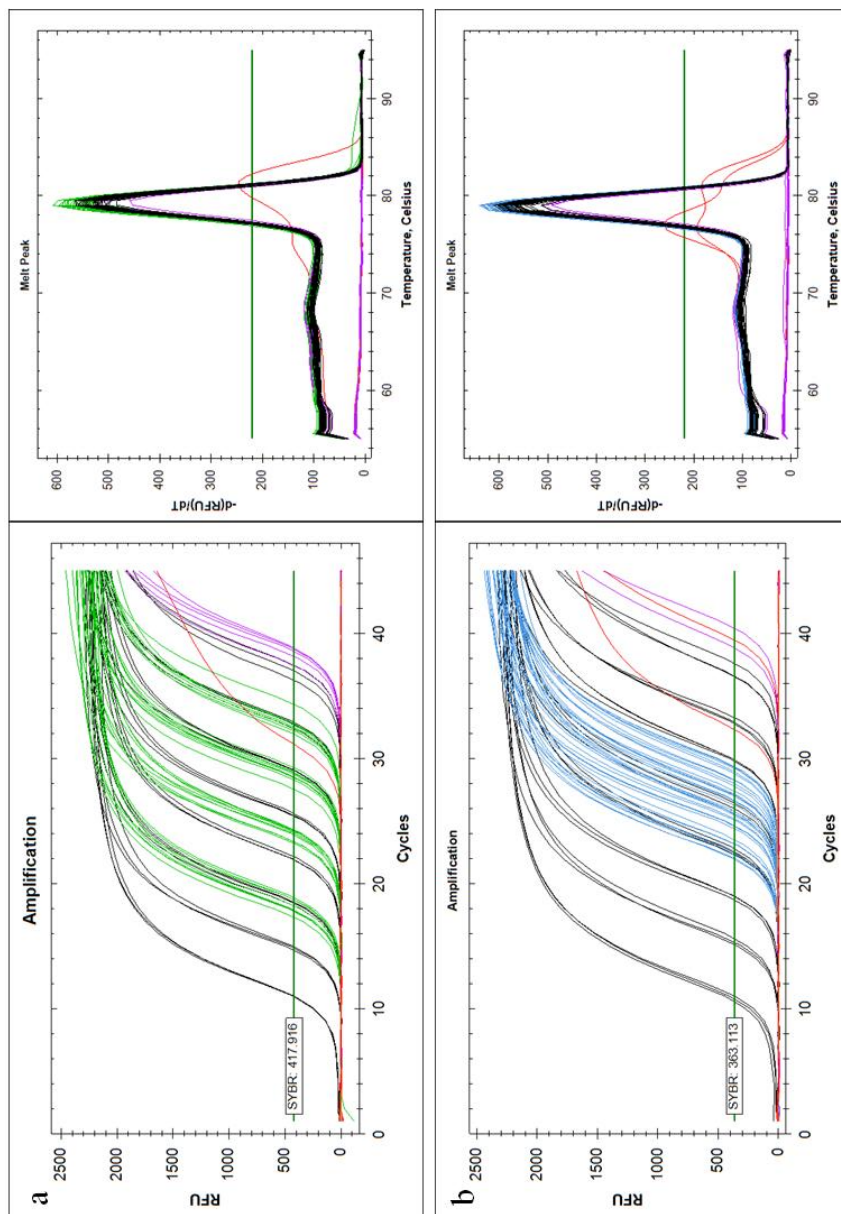 a
Amplification
RFU
2500
2000
1500
1000
500
0
SYBR: 417.916
0
10
20
30
40
Cycles
Melt Peak
-d(RFU)/dT
600
500
400
300
200
100
0
60
70
80
90
Temperature, Celsius
b
Amplification
RFU
2500
2000
1500
1000
500
0
SYBR: 363.113
0
10
20
30
40
Cycles
Melt Peak
-d(RFU)/dT
600
500
400
300
200
100
0
60
70
80
90
Temperature, Celsius